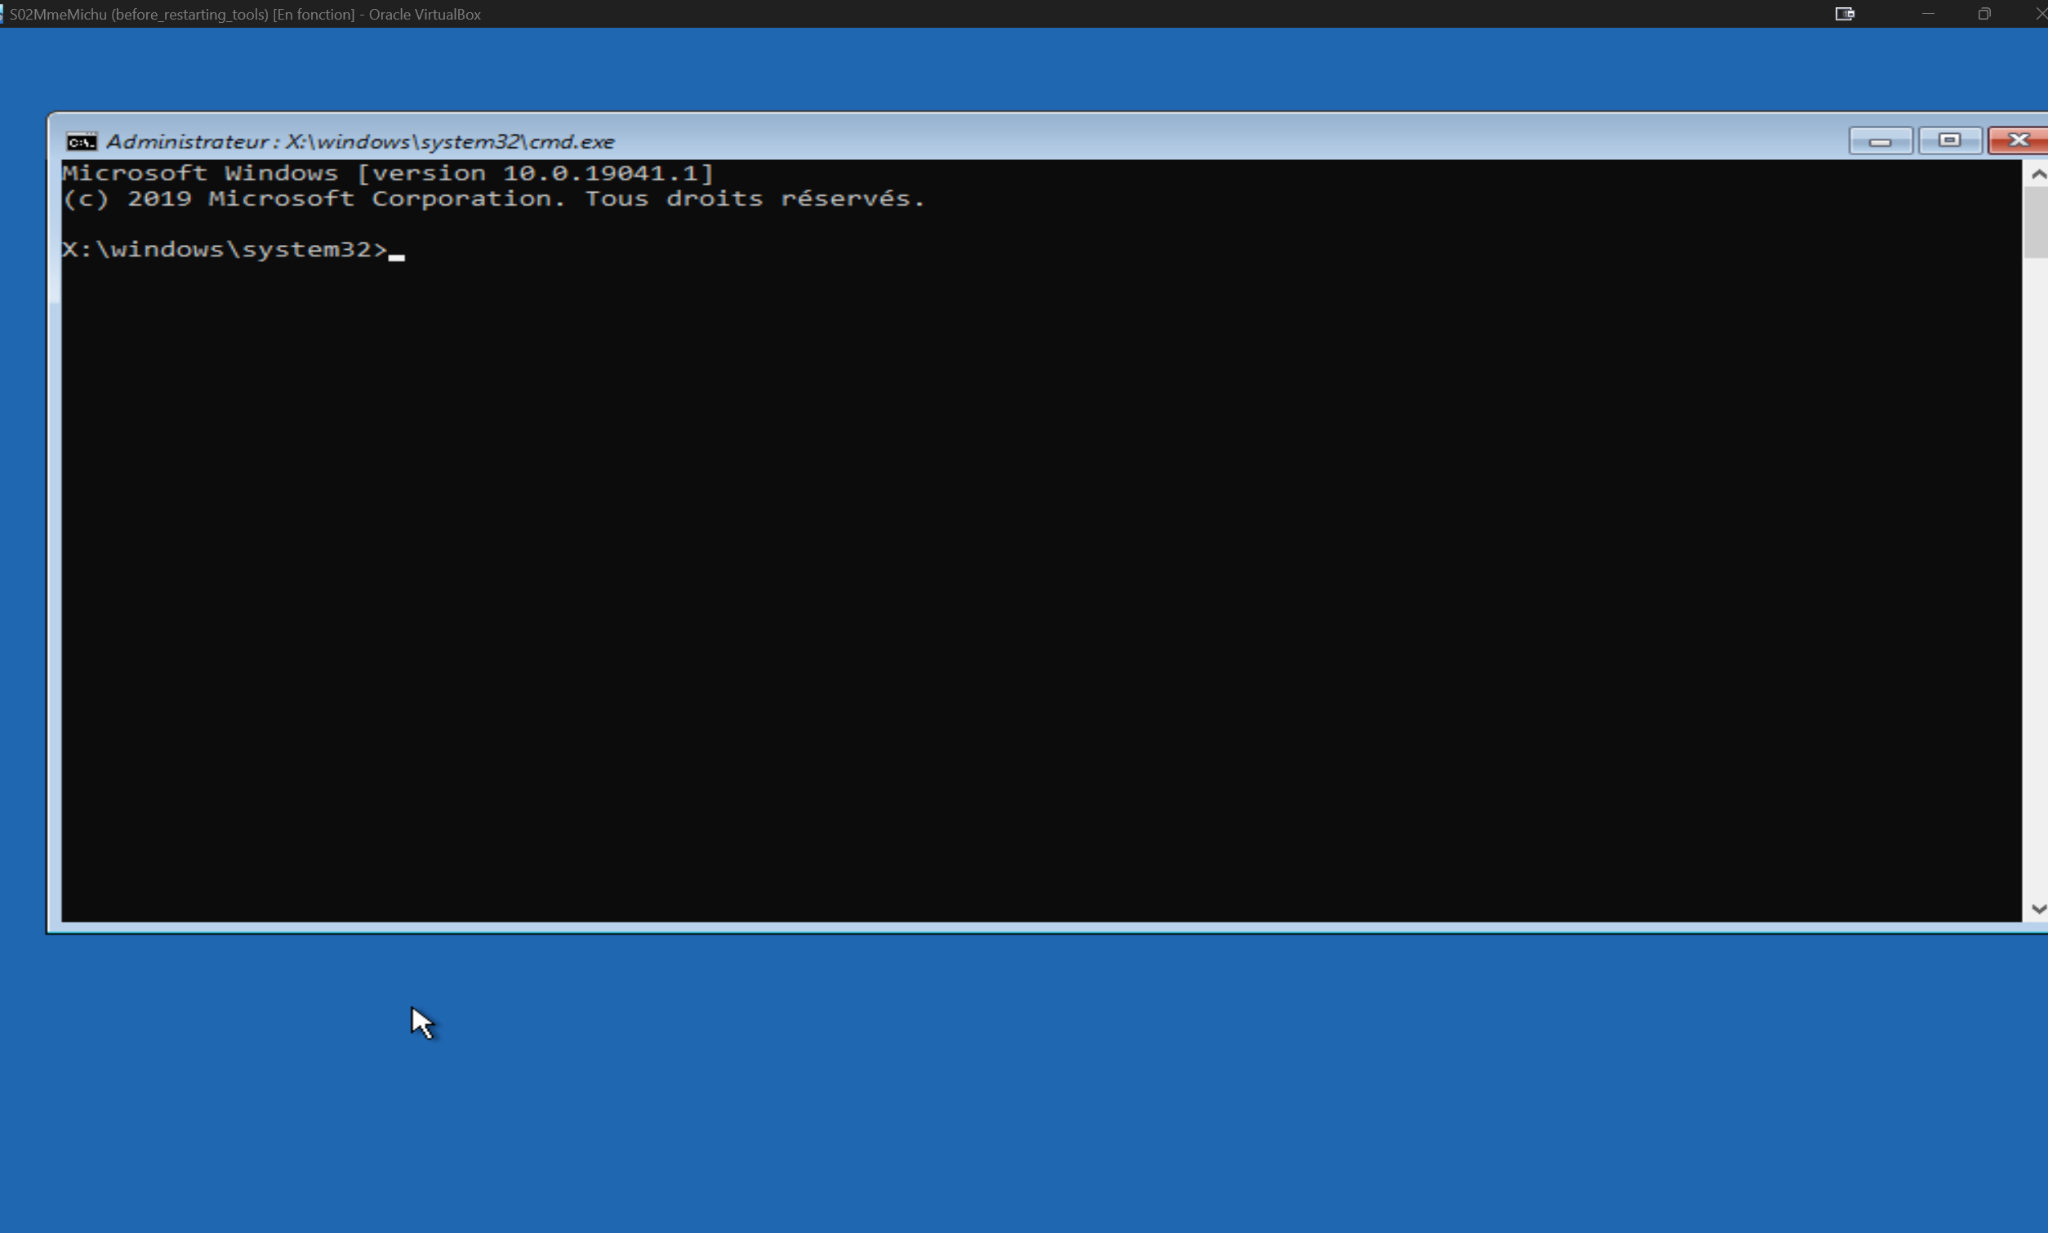 S02MmeMichu (before_restarting_tools) [En fonction] - Oracle VirtualBox
Administrateur : X:\windows\system32\cmd.exe
Microsoft Windows [version 10.0.19041.1]
(c) 2019 Microsoft Corporation. Tous droits réservés.
X:\windows\system32>